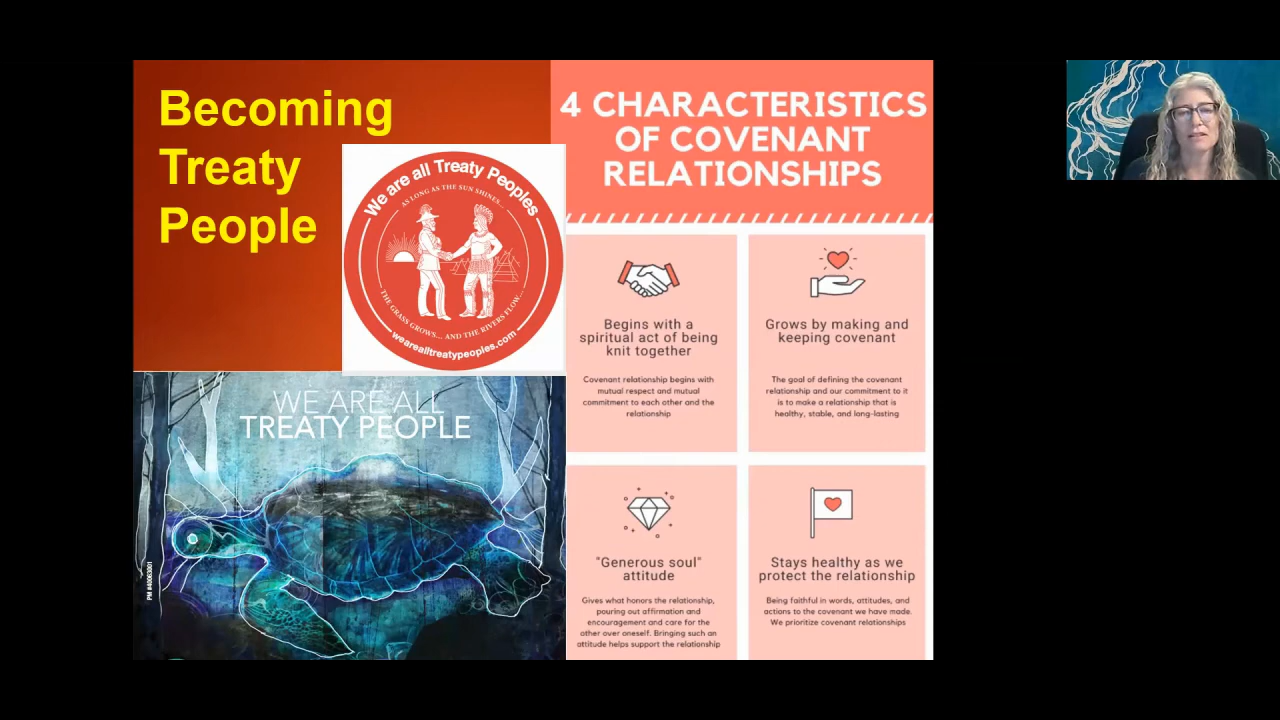 Becoming
Treaty
People
We are all Treaty Peoples
AS LONG AS THE SUN SHINES...
THE GRASS GROWS... AND THE RIVERS FLOW...
wearealltreatypeoples.com
WE ARE ALL
TREATY PEOPLE
PM #40063801
4 CHARACTERISTICS
OF COVENANT
RELATIONSHIPS
Begins with a
spiritual act of being
knit together
Covenant relationship begins with
mutual respect and mutual
commitment to each other and the
relationship
Grows by making and
keeping covenant
The goal of defining the covenant
relationship and our commitment to it
is to make a relationship that is
healthy, stable, and long-lasting
"Generous soul"
attitude
Gives what honors the relationship,
pouring out affirmation and
encouragement and care for the
other over oneself. Bringing such an
attitude helps support the relationship
Stays healthy as we
protect the relationship
Being faithful in words, attitudes, and
actions to the covenant we have made.
We prioritize covenant relationships